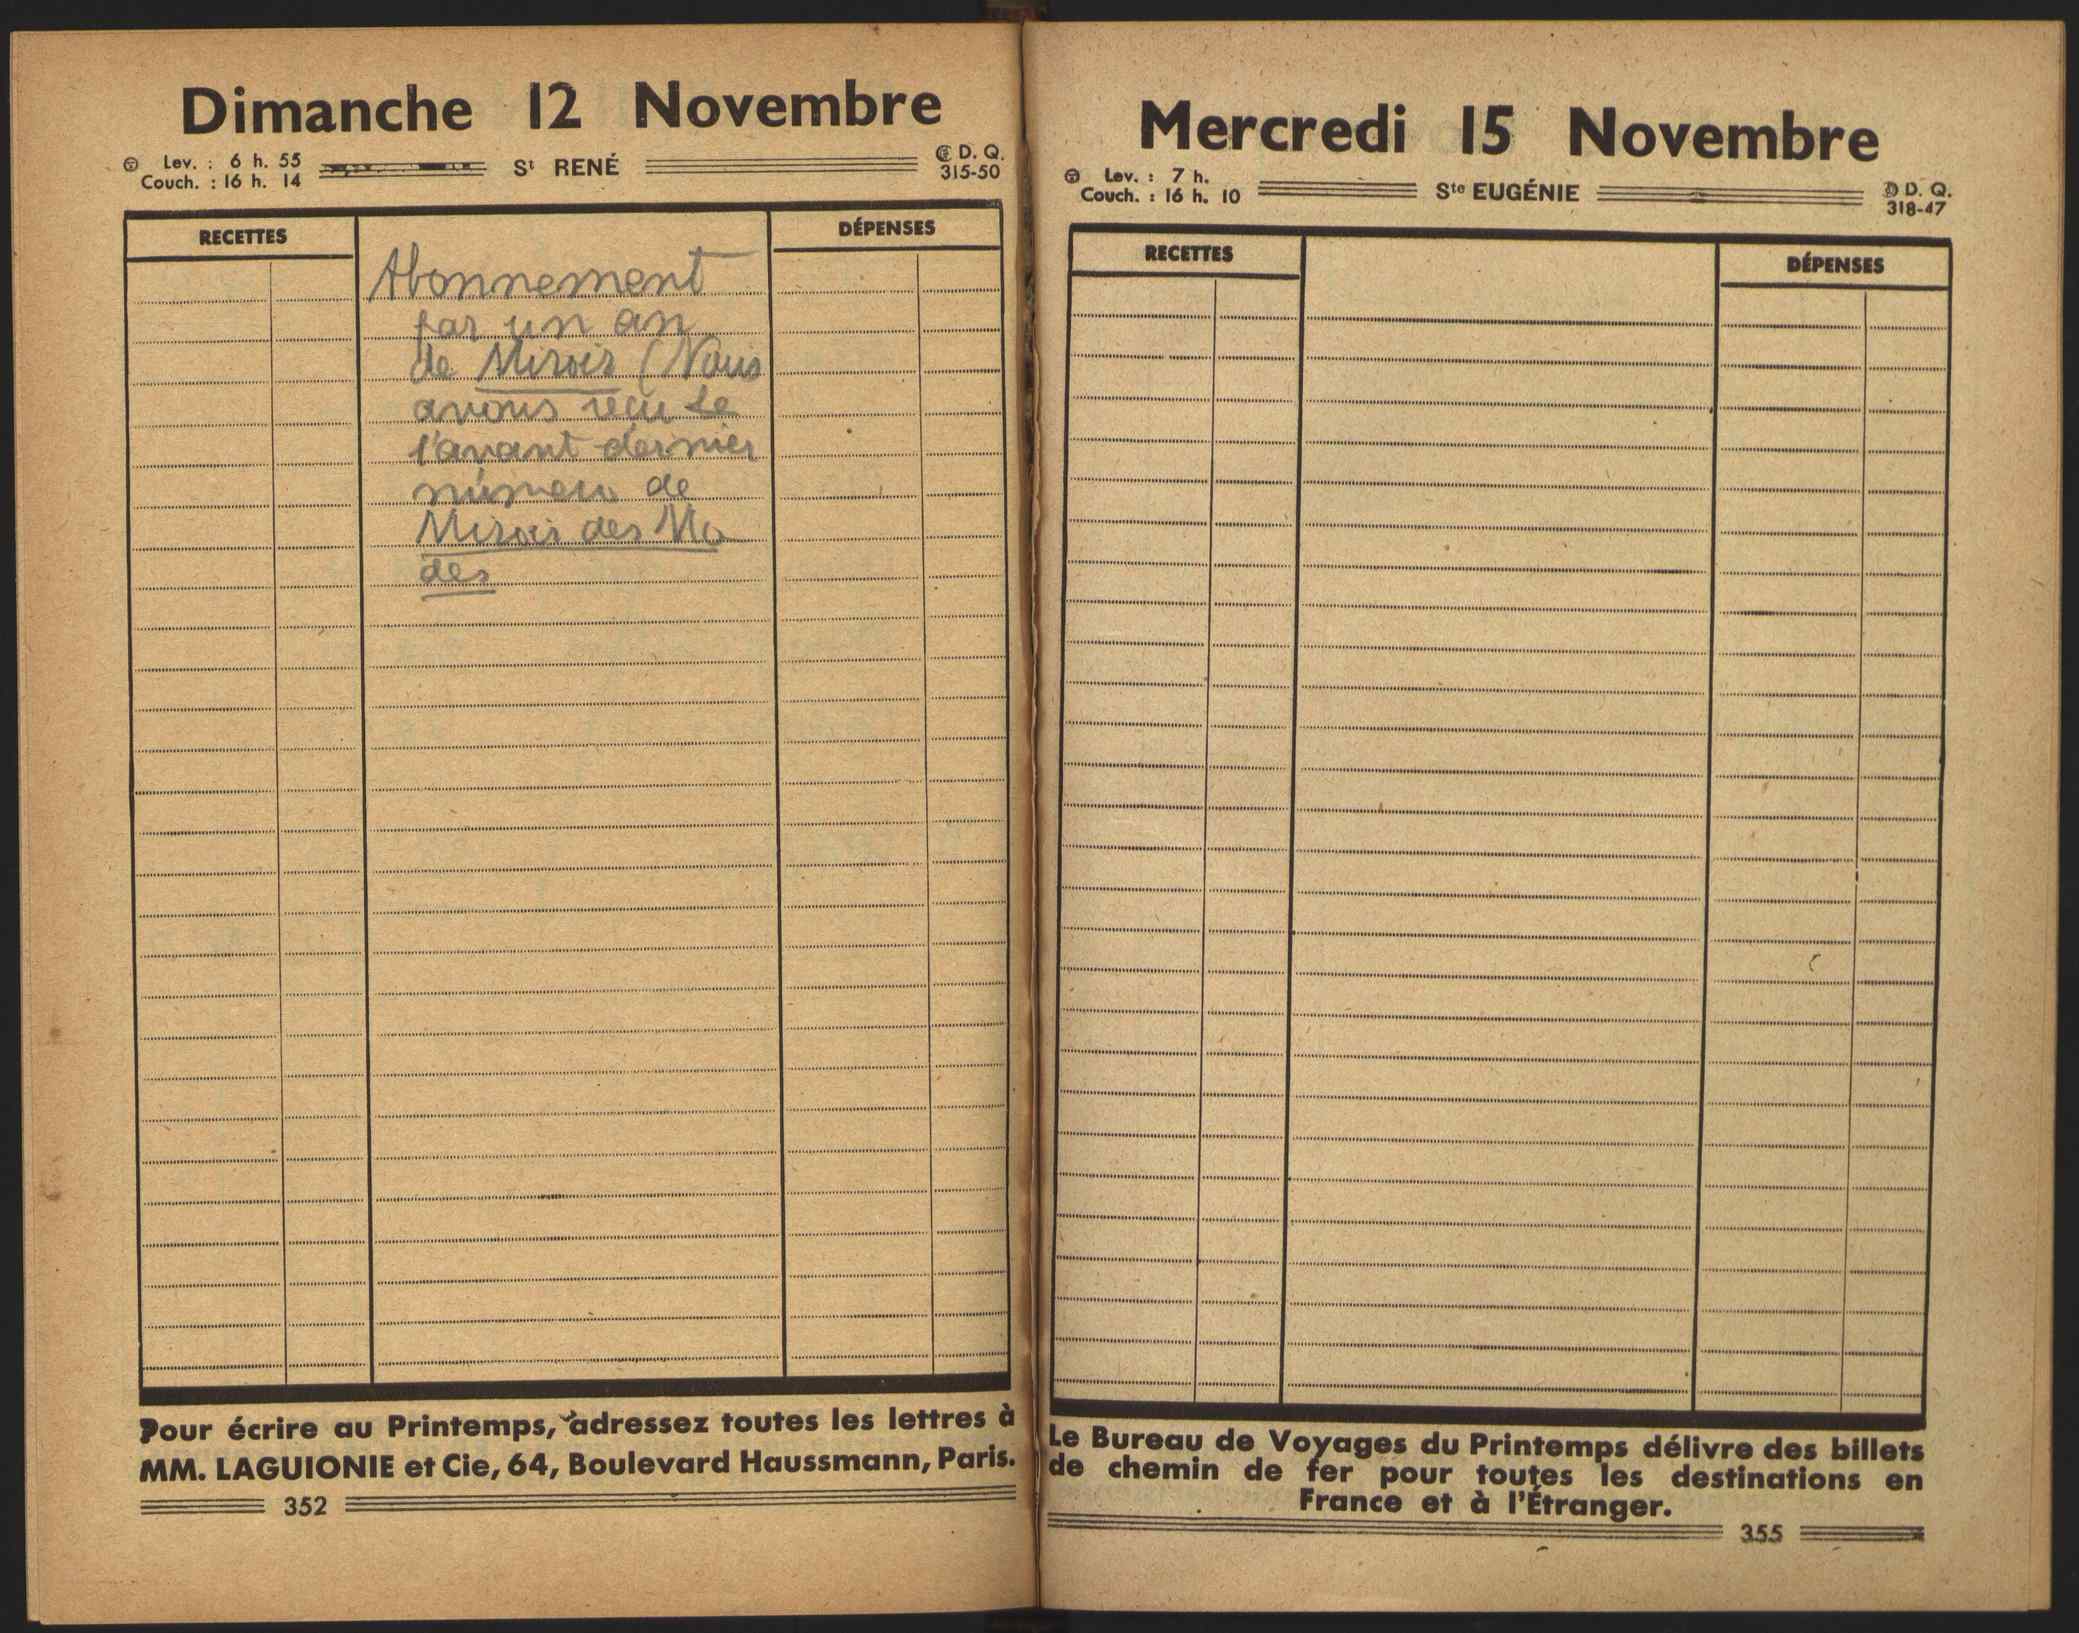 Dimanche 12 Novembre
Lev. : 6 h. 55
Couch. : 16 h. 14
St RENÉ
D. Q.
315-50
RECETTES
DÉPENSES
Abonnement
par un an
de Miroir (Nous
avons reçu le
l'avant dernier
numero de
Miroir des Mo
des
Pour écrire au Printemps, adressez toutes les lettres à
MM. LAGUIONIE et Cie, 64, Boulevard Haussmann, Paris.
352
Mercredi 15 Novembre
Lev. : 7 h.
Couch. : 16 h. 10
Ste EUGÉNIE
D. Q.
318-47
RECETTES
DÉPENSES
Le Bureau de Voyages du Printemps délivre des billets
de chemin de fer pour toutes les destinations en
France et à l'Étranger.
355